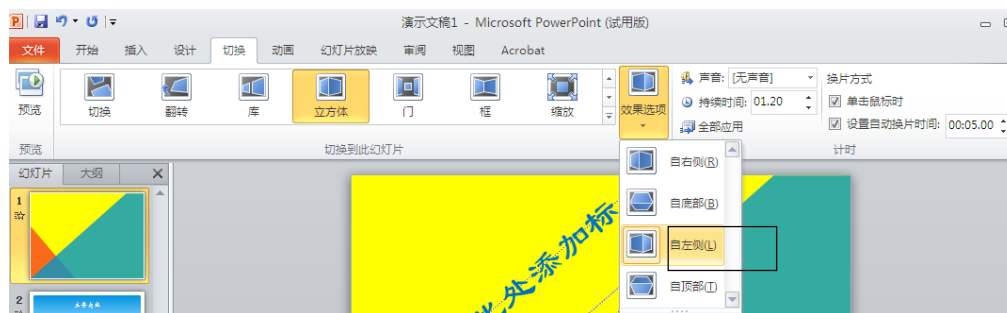 演示文稿1 - Microsoft PowerPoint (试用版)
文件 开始 插入 设计 切换 动画 幻灯片放映 审阅 视图 Acrobat
预览 切换 翻转 库 立方体 门 框 缩放 效果选项
声音: [无声音] 换片方式
持续时间: 01.20 单击鼠标时
全部应用 设置自动换片时间: 00:05.00
预览 切换到此幻灯片 计时
幻灯片 大纲
自右侧(R)
自底部(B)
自左侧(L)
自顶部(T)
1
2
处添加标